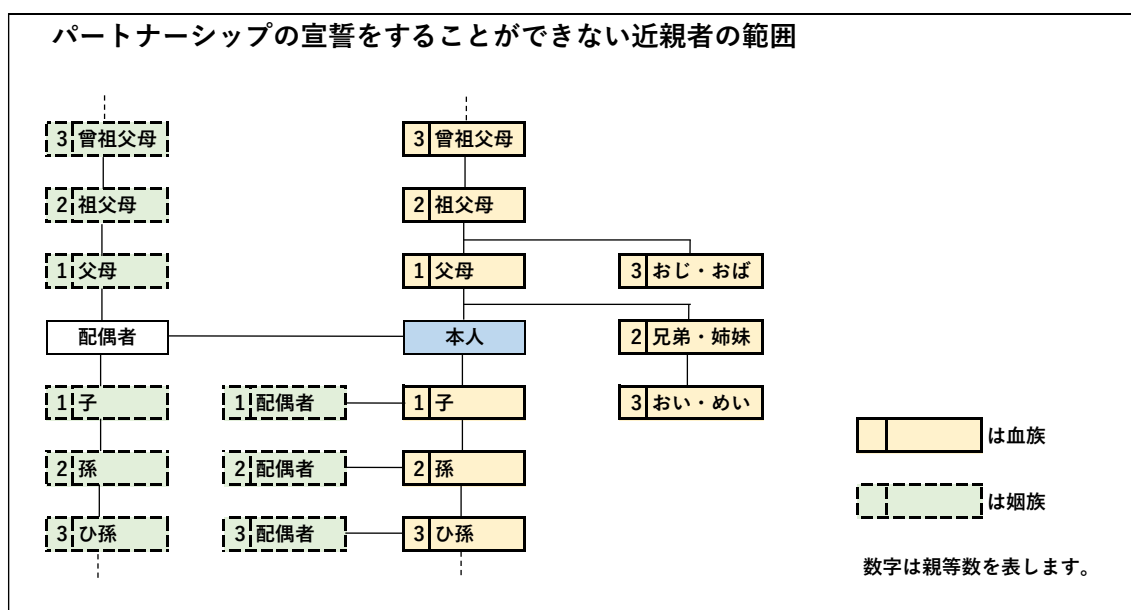 パートナーシップの宣誓をすることができない近親者の範囲
3 曾祖父母
3 曾祖父母
2 祖父母
2 祖父母
1 父母
1 父母
3 おじ・おば
配偶者
本人
2 兄弟・姉妹
1 子
1 配偶者
1 子
3 おい・めい
2 孫
2 配偶者
2 孫
3 ひ孫
3 配偶者
3 ひ孫
は血族
は姻族
数字は親等数を表します。